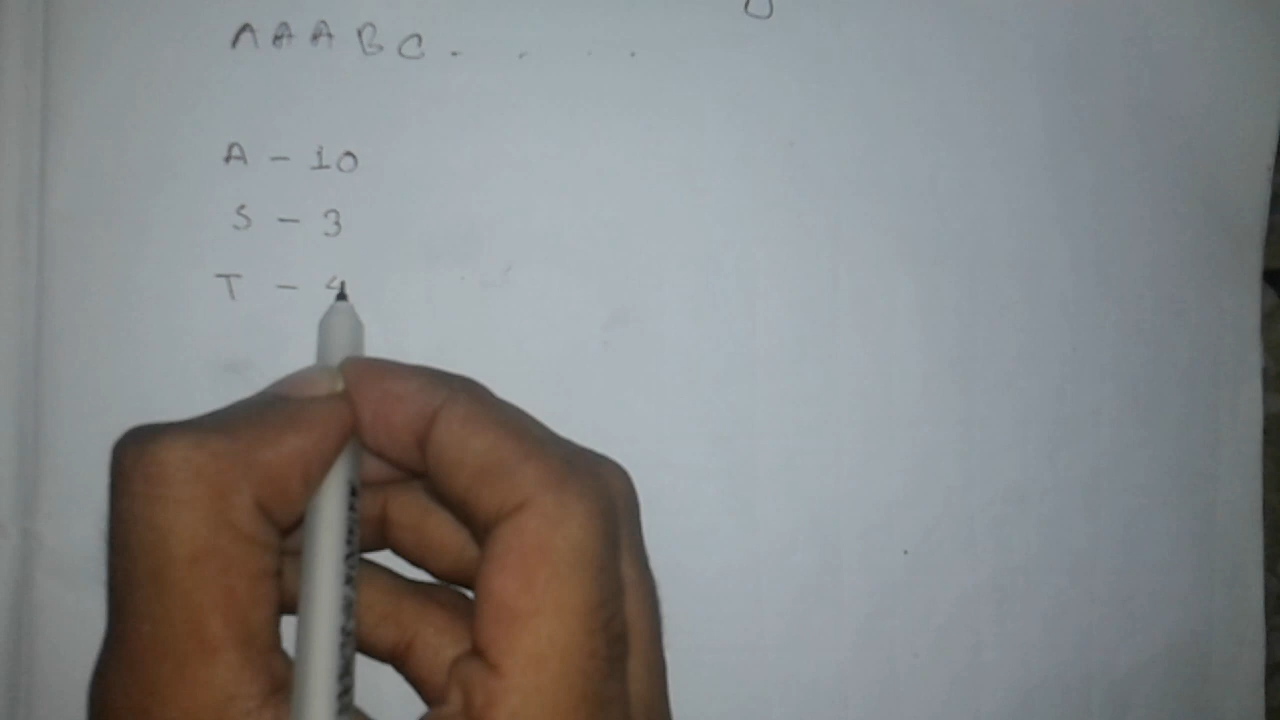 AAABC. . . . .
A - 10
S - 3
T - 4